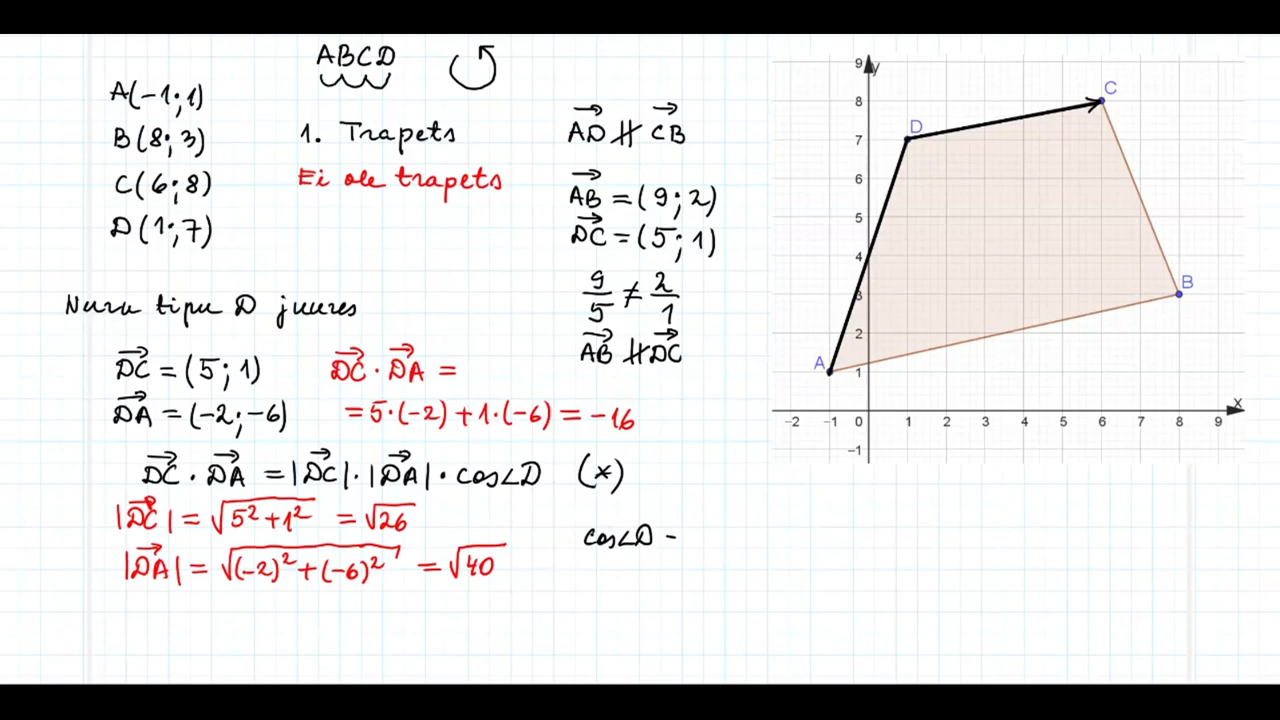 ABCD
A(-1;1)
B(8;3)
C(6;8)
D(1;7)
1. Trapets
Ei ole trapets
AD ∦ CB
AB = (9;2)
DC = (5;1)
9/5 ≠ 2/1
AB ∦ DC
Nurk tipu D juures
DC = (5;1)
DA = (-2;-6)
DC · DA =
= 5·(-2)+1·(-6) = -16
DC · DA = |DC| · |DA| · cos∠D (*)
|DC| = √(5²+1²) = √26
|DA| = √((-2)²+(-6)²) = √40
cos∠D -
y
9
8
7
6
5
4
3
2
1
-1
-2 -1 0 1 2 3 4 5 6 7 8 9
x
A
B
C
D